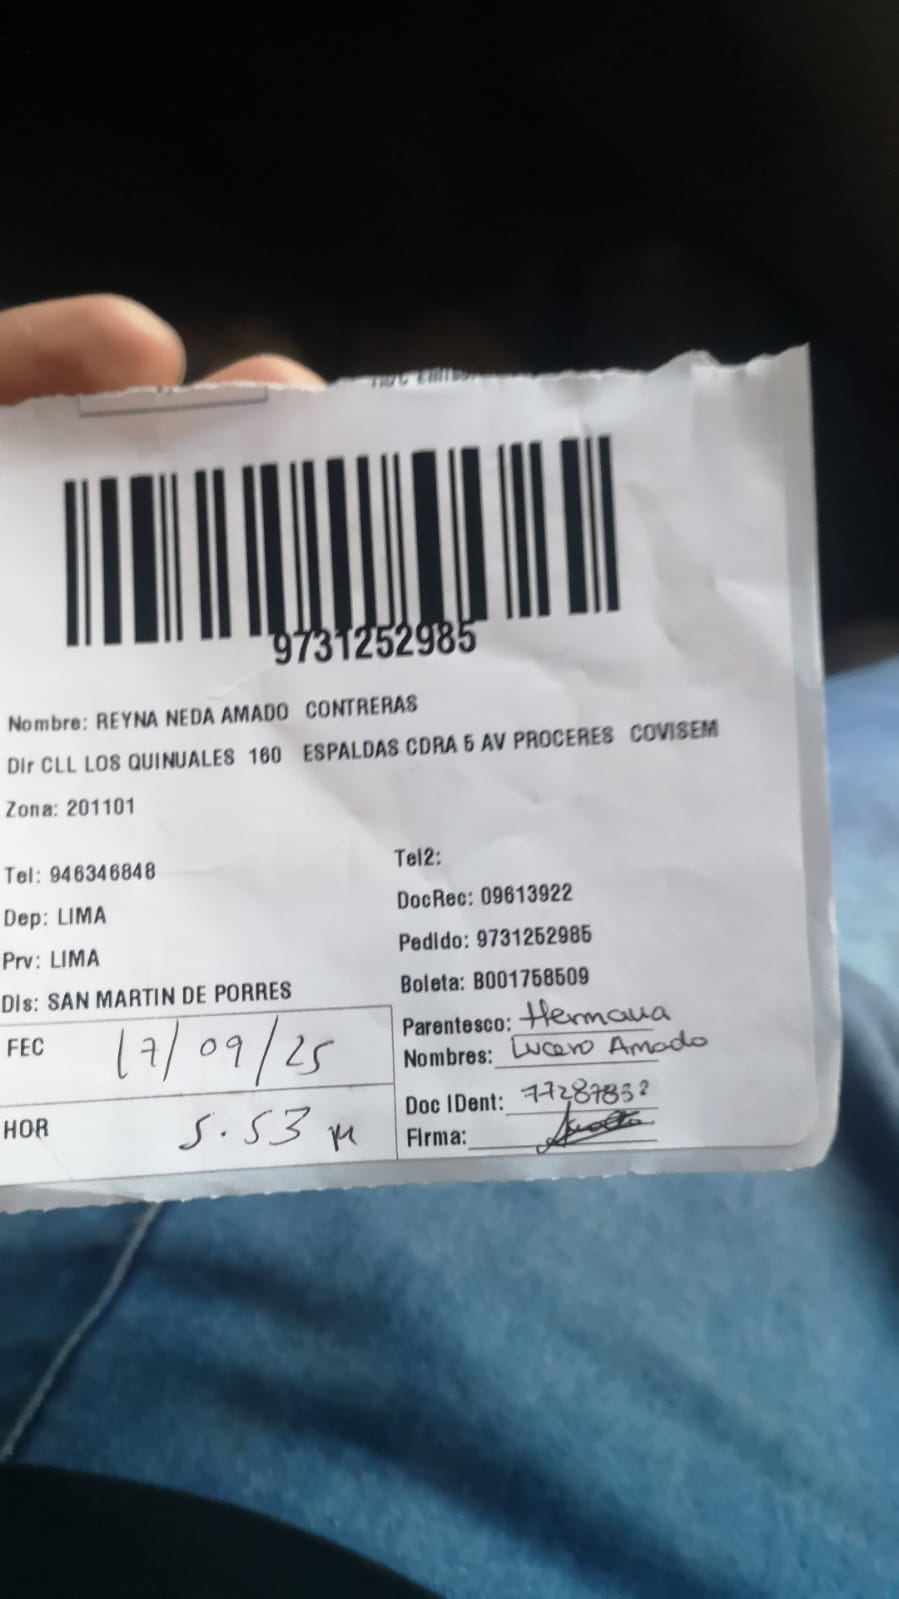 9731252985
Nombre: REYNA NEDA AMADO CONTRERAS
Dir CLL LOS QUINUALES 160 ESPALDAS CDRA 5 AV PROCERES COVISEM
Zona: 201101
Tel: 946346848
Dep: LIMA
Prv: LIMA
Dis: SAN MARTIN DE PORRES
FEC 17/09/25
HOR 5.53
Tel2:
DocRec: 09613922
Pedido: 9731252985
Boleta: B001758509
Parentesco: Hermana
Nombres: Lucero Amado
Doc IDent:
Firma: